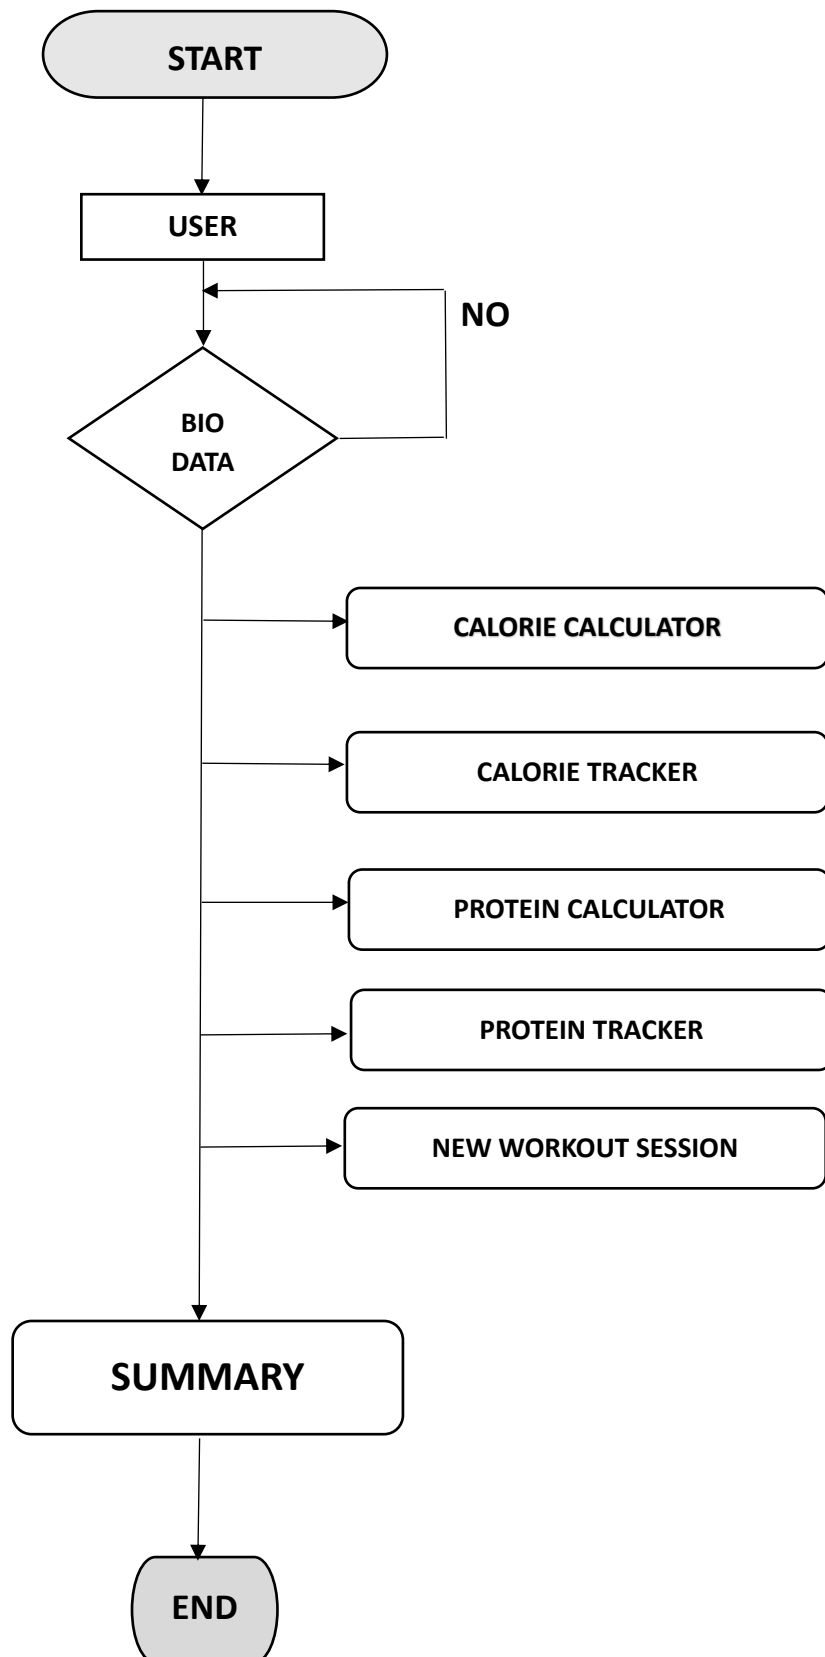 START
USER
NO
BIO
DATA
CALORIE CALCULATOR
CALORIE TRACKER
PROTEIN CALCULATOR
PROTEIN TRACKER
NEW WORKOUT SESSION
SUMMARY
END